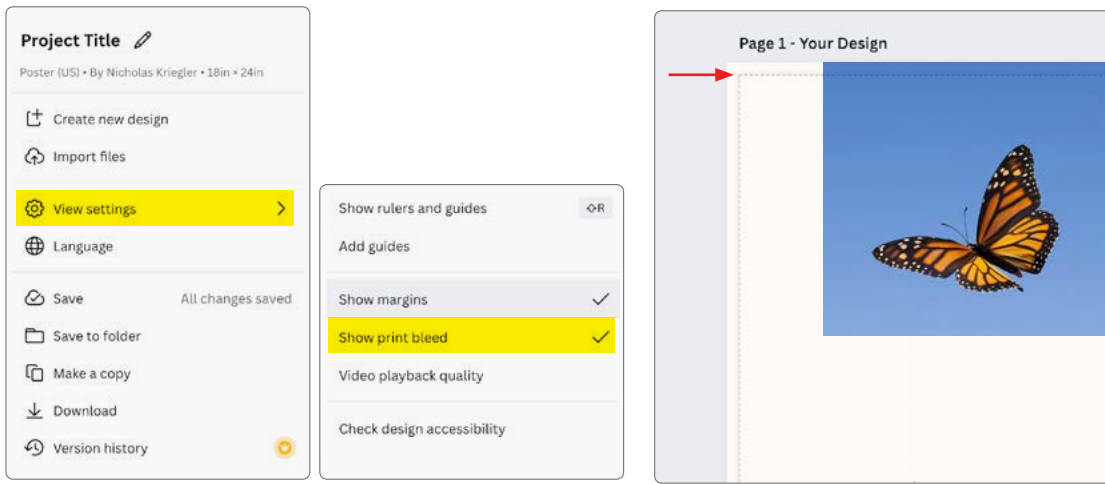 Project Title
Poster (US) • By Nicholas Kriegler • 18in × 24in
Create new design
Import files
View settings
Language
Save All changes saved
Save to folder
Make a copy
Download
Version history
Show rulers and guides ⇧R
Add guides
Show margins
Show print bleed
Video playback quality
Check design accessibility
Page 1 - Your Design